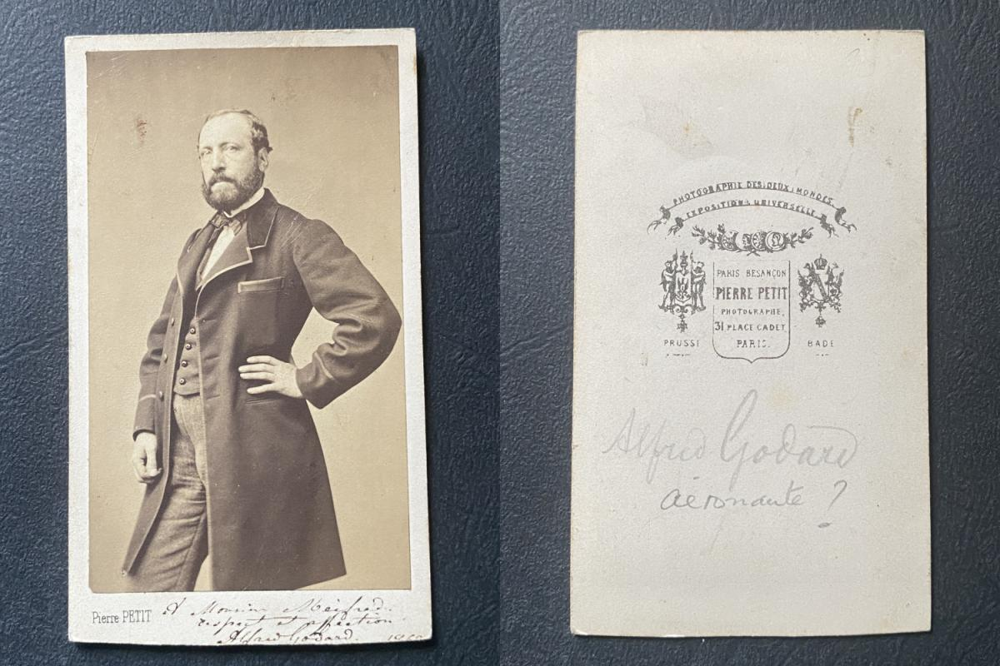 Pierre PETIT
A Monsieur Meifred.
respect et affection
Alfred Godard.
PHOTOGRAPHIE DES DEUX MONDES
EXPOSITION UNIVERSELLE
PARIS BESANÇON
PIERRE PETIT
PHOTOGRAPHE,
31 PLACE CADET
PARIS.
PRUSSE
BADE
Alfred Godard
aéronaute ?